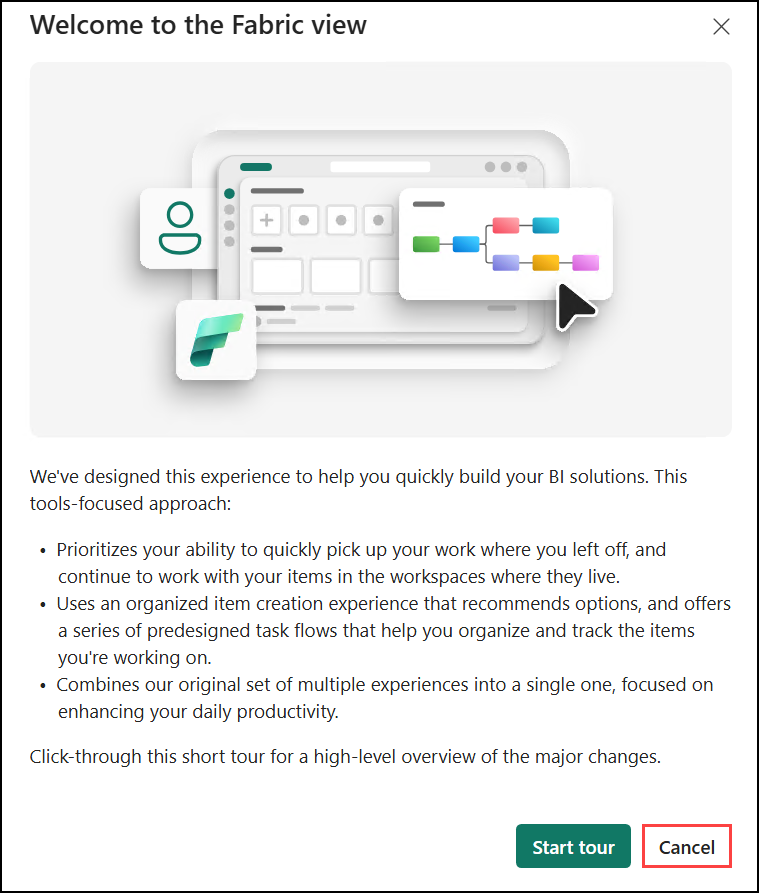 Welcome to the Fabric view
We've designed this experience to help you quickly build your BI solutions. This
tools-focused approach:
• Prioritizes your ability to quickly pick up your work where you left off, and
continue to work with your items in the workspaces where they live.
• Uses an organized item creation experience that recommends options, and offers
a series of predesigned task flows that help you organize and track the items
you're working on.
• Combines our original set of multiple experiences into a single one, focused on
enhancing your daily productivity.
Click-through this short tour for a high-level overview of the major changes.
Start tour
Cancel